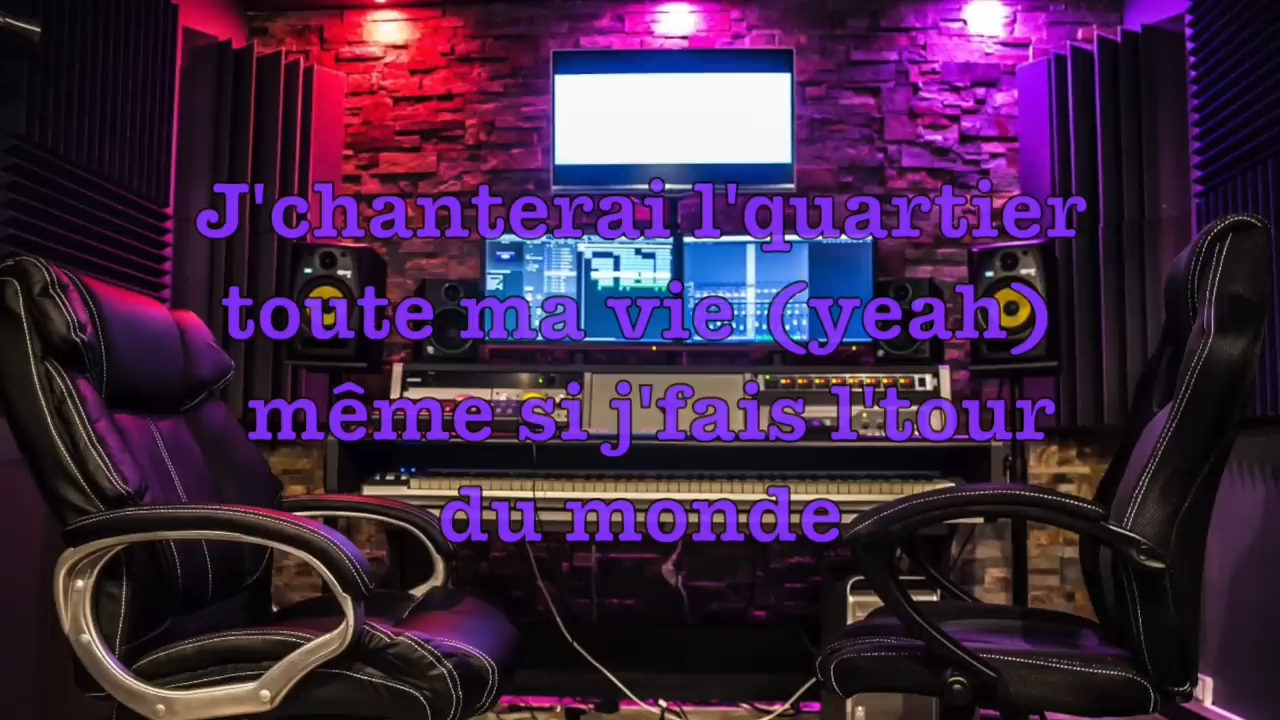 J'chanterai l'quartier
toute ma vie (yeah)
même si j'fais l'tour
du monde